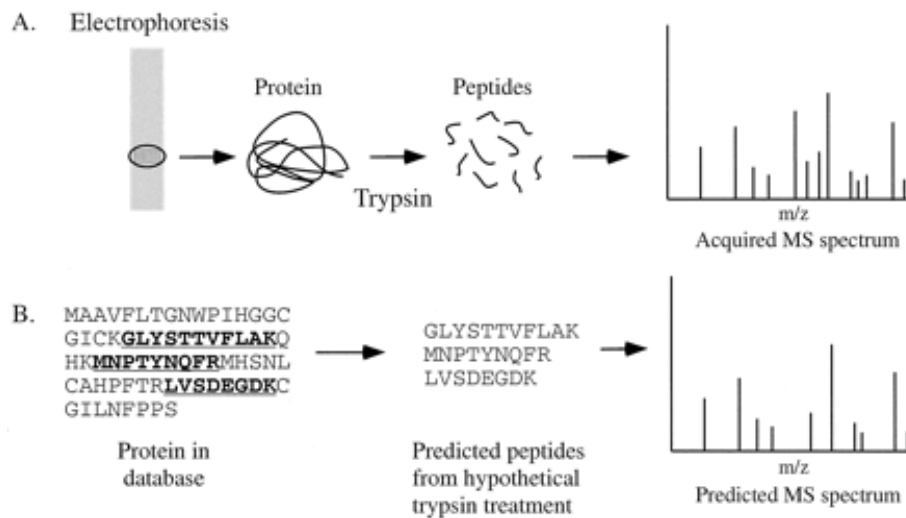 A. Electrophoresis
Protein
Peptides
Trypsin
m/z
Acquired MS spectrum
B.
MAAVFLTGNWPIHGGC
GICKGLYSTTVFLAKQ
HKMNPTYNQFRMHSNL
CAHPFTRLVSDEGDKC
GILNFPPS
Protein in
database
GLYSTTVFLAK
MNPTYNQFR
LVSDEGDK
Predicted peptides
from hypothetical
trypsin treatment
m/z
Predicted MS spectrum